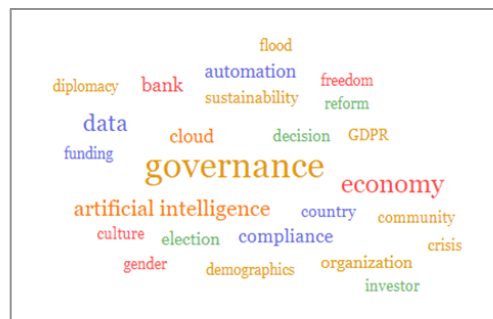 flood
automation
diplomacy bank freedom
sustainability
reform
data
cloud decision GDPR
funding
governance
economy
artificial intelligence
country
community
culture election compliance
crisis
gender demographics organization
investor